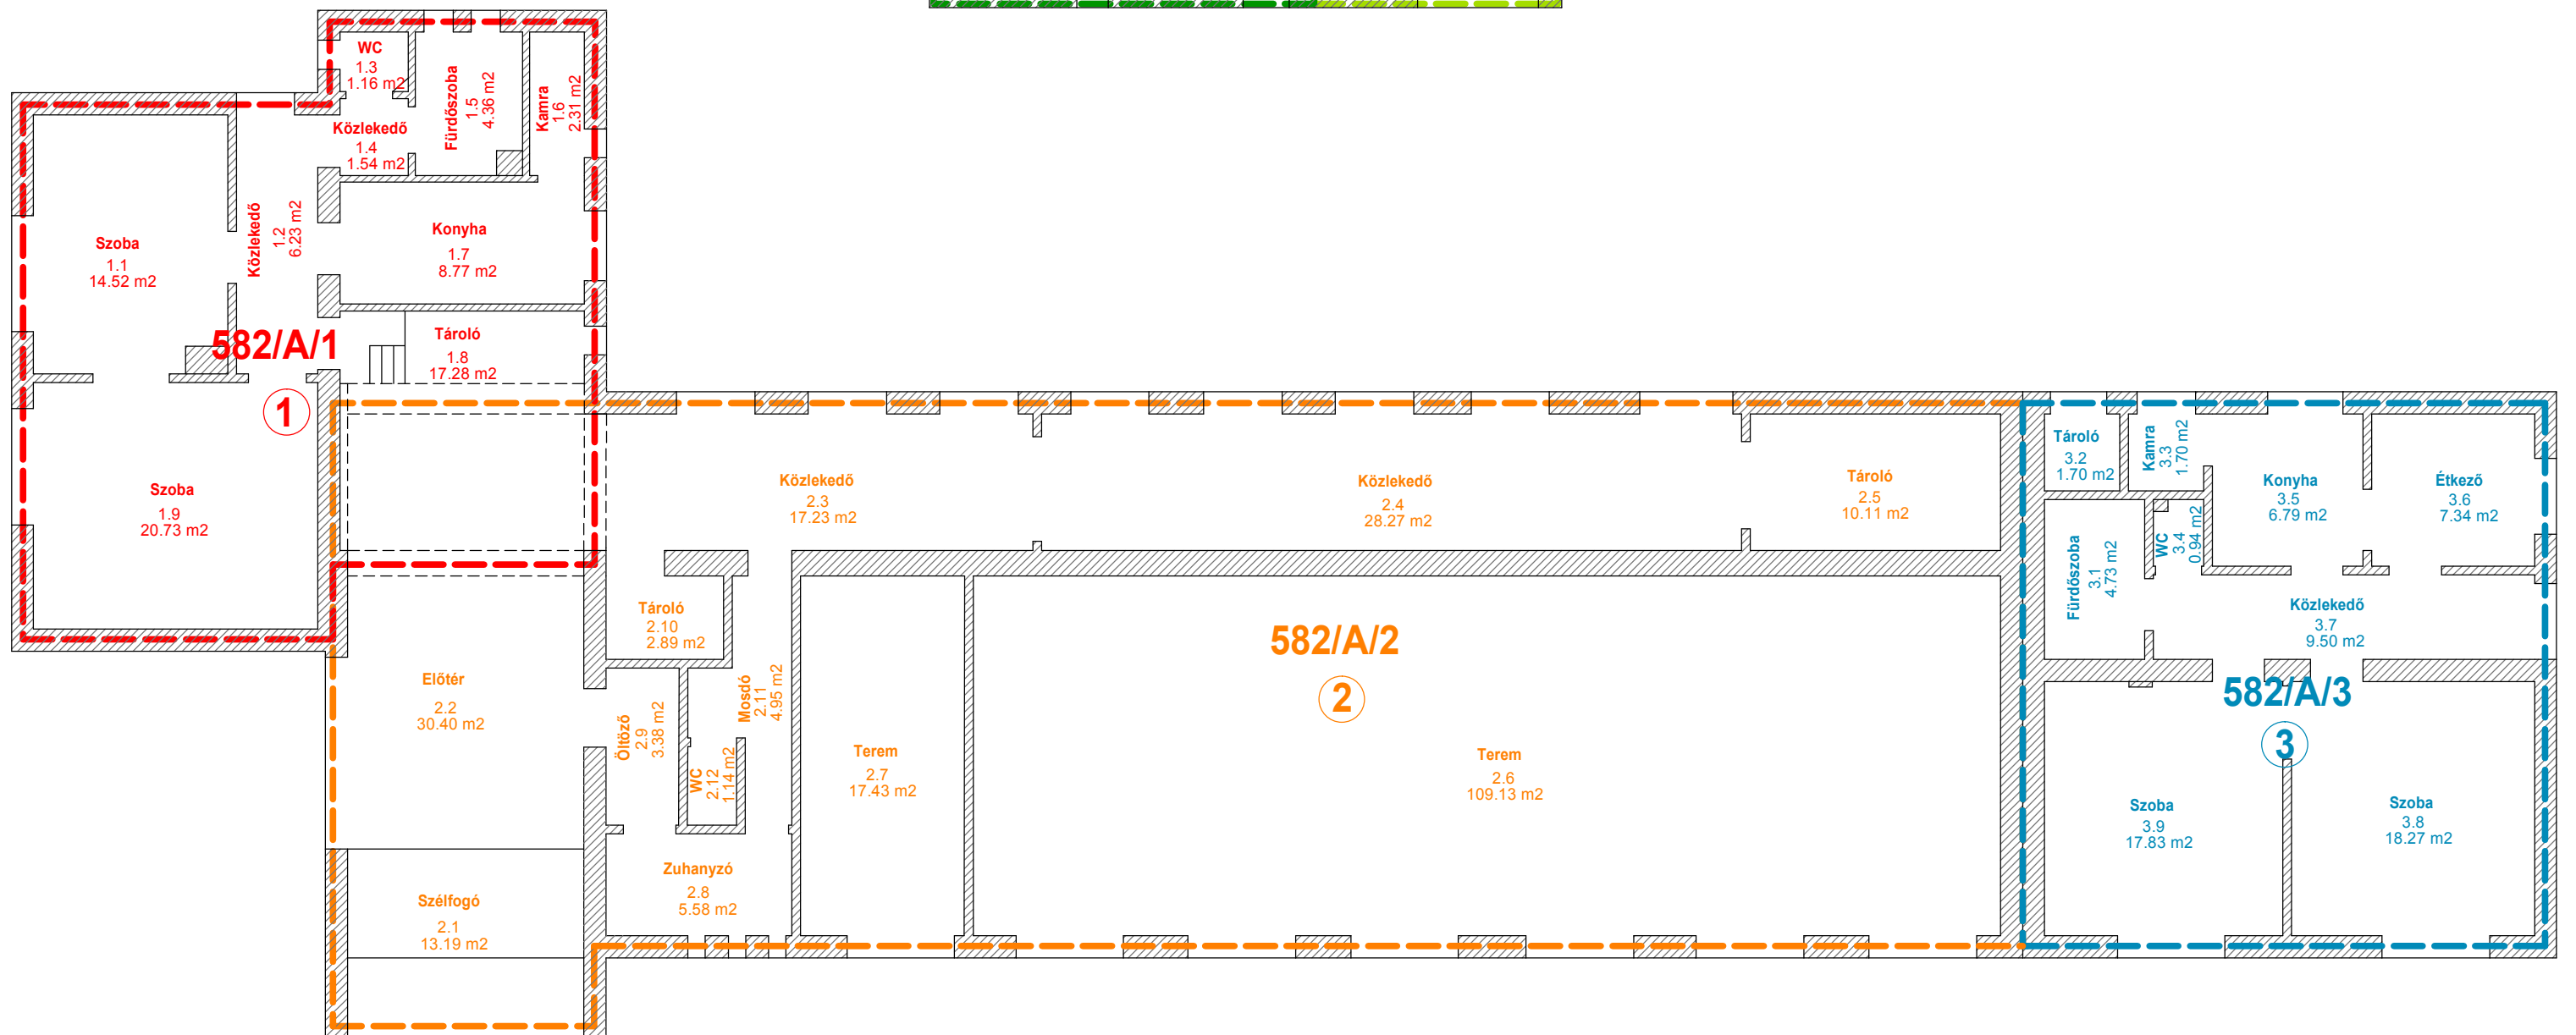 WC
1.3
1.16 m2
Fürdőszoba
1.5
4.36 m2
Kamra
1.6
2.31 m2
Közlekedő
1.4
1.54 m2
Szoba
1.1
14.52 m2
Közlekedő
1.2
6.23 m2
Konyha
1.7
8.77 m2
582/A/1
1
Tároló
1.8
17.28 m2
Szoba
1.9
20.73 m2
Közlekedő
2.3
17.23 m2
Közlekedő
2.4
28.27 m2
Tároló
2.5
10.11 m2
Tároló
2.10
2.89 m2
582/A/2
2
Előtér
2.2
30.40 m2
Öltöző
2.9
3.38 m2
Mosdó
2.11
4.95 m2
WC
2.12
1.14 m2
Terem
2.7
17.43 m2
Terem
2.6
109.13 m2
Zuhanyzó
2.8
5.58 m2
Szélfogó
2.1
13.19 m2
Tároló
3.2
1.70 m2
Kamra
3.3
1.70 m2
Konyha
3.5
6.79 m2
Étkező
3.6
7.34 m2
Fürdőszoba
3.1
4.73 m2
WC
3.4
0.94 m2
Közlekedő
3.7
9.50 m2
582/A/3
3
Szoba
3.9
17.83 m2
Szoba
3.8
18.27 m2